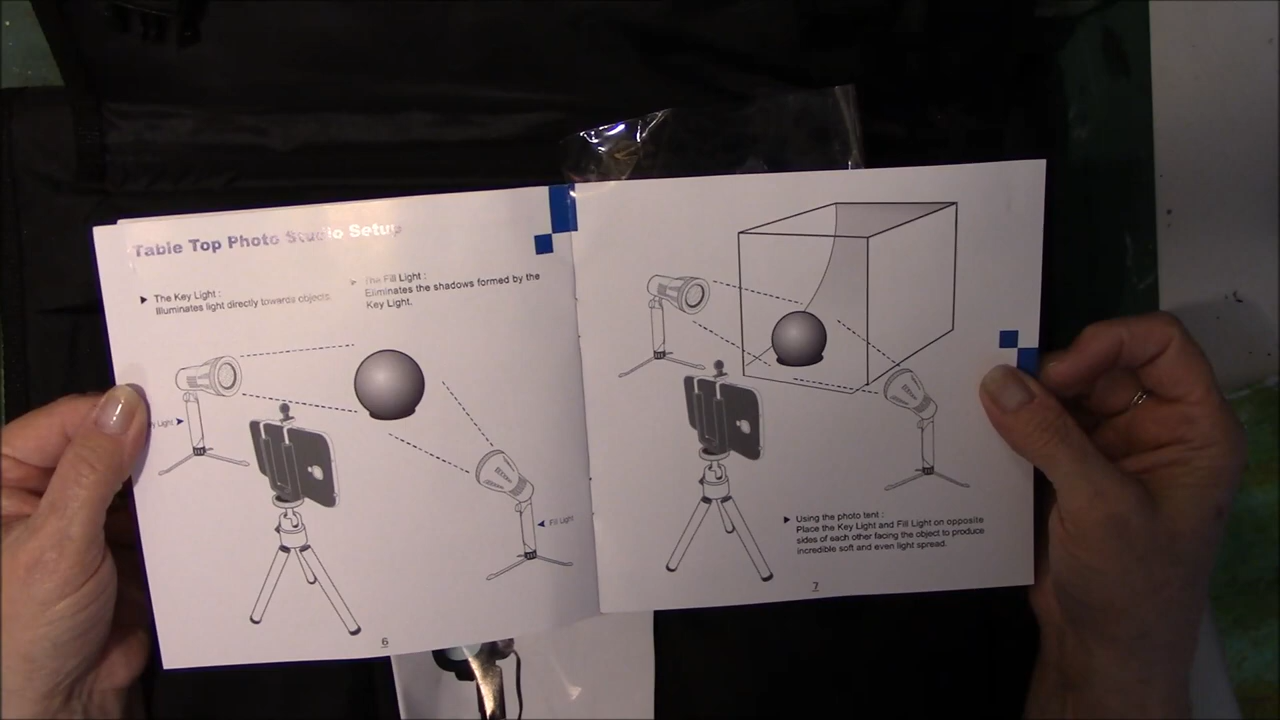 Table Top Photo Studio Setup
▶ The Key Light :
Illuminates light directly towards objects.
➤ The Fill Light :
Eliminates the shadows formed by the
Key Light.
Light ➤
Fill Light
6
▶ Using the photo tent :
Place the Key Light and Fill Light on opposite
sides of each other facing the object to produce
incredible soft and even light spread.
7